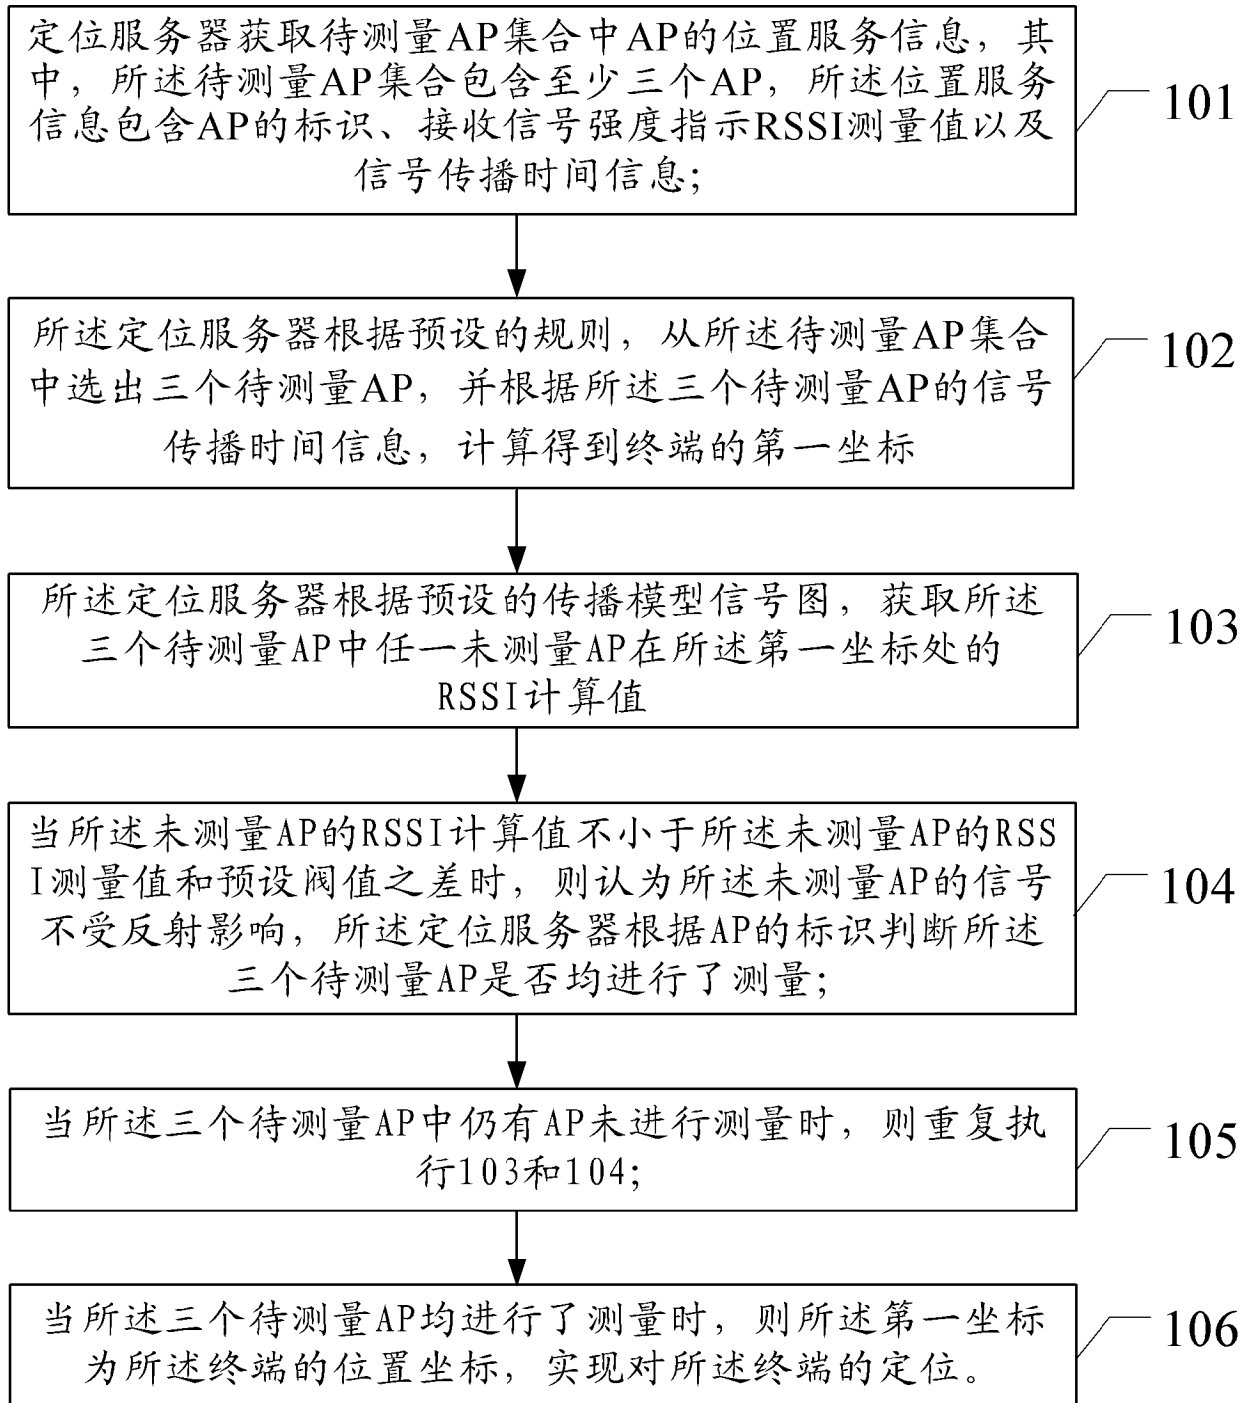 定位服务器获取待测量AP集合中AP的位置服务信息，其
中，所述待测量AP集合包含至少三个AP，所述位置服务
信息包含AP的标识、接收信号强度指示RSSI测量值以及
信号传播时间信息;
101
所述定位服务器根据预设的规则，从所述待测量AP集合
中选出三个待测量AP，并根据所述三个待测量AP的信号
传播时间信息，计算得到终端的第一坐标
102
所述定位服务器根据预设的传播模型信号图，获取所述
三个待测量AP中任一未测量AP在所述第一坐标处的
RSSI计算值
103
当所述未测量AP的RSSI计算值不小于所述未测量AP的RSS
I测量值和预设阀值之差时，则认为所述未测量AP的信号
不受反射影响，所述定位服务器根据AP的标识判断所述
三个待测量AP是否均进行了测量;
104
当所述三个待测量AP中仍有AP未进行测量时，则重复执
行103和104;
105
当所述三个待测量AP均进行了测量时，则所述第一坐标
为所述终端的位置坐标，实现对所述终端的定位。
106